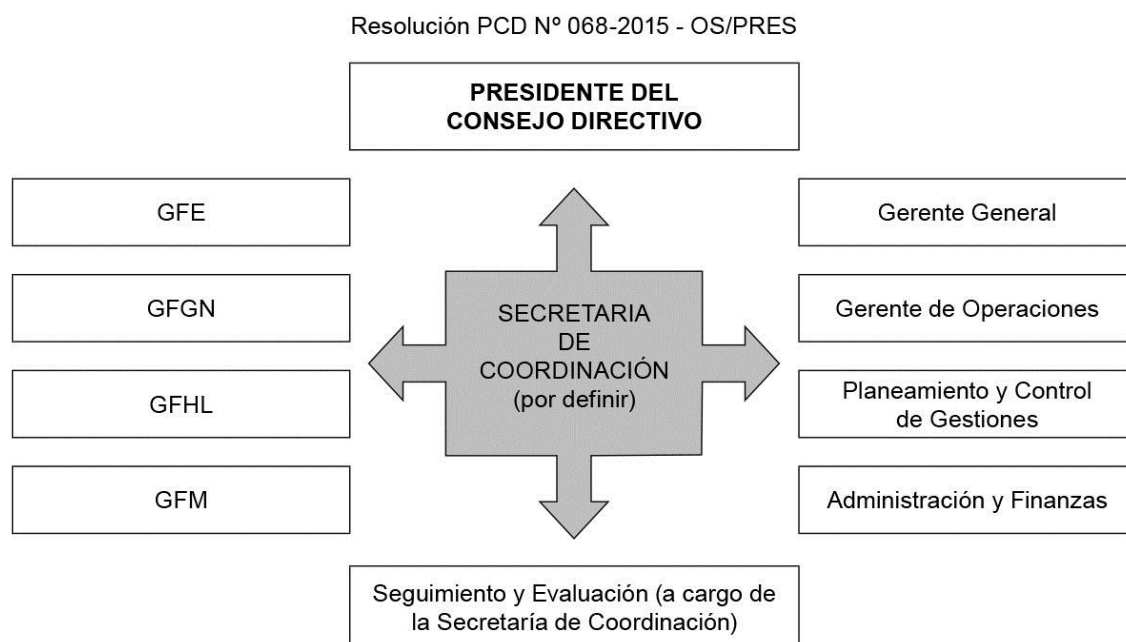 Resolución PCD Nº 068-2015 - OS/PRES
PRESIDENTE DEL
CONSEJO DIRECTIVO
GFE
GFGN
GFHL
GFM
SECRETARIA
DE
COORDINACIÓN
(por definir)
Gerente General
Gerente de Operaciones
Planeamiento y Control
de Gestiones
Administración y Finanzas
Seguimiento y Evaluación (a cargo de
la Secretaría de Coordinación)